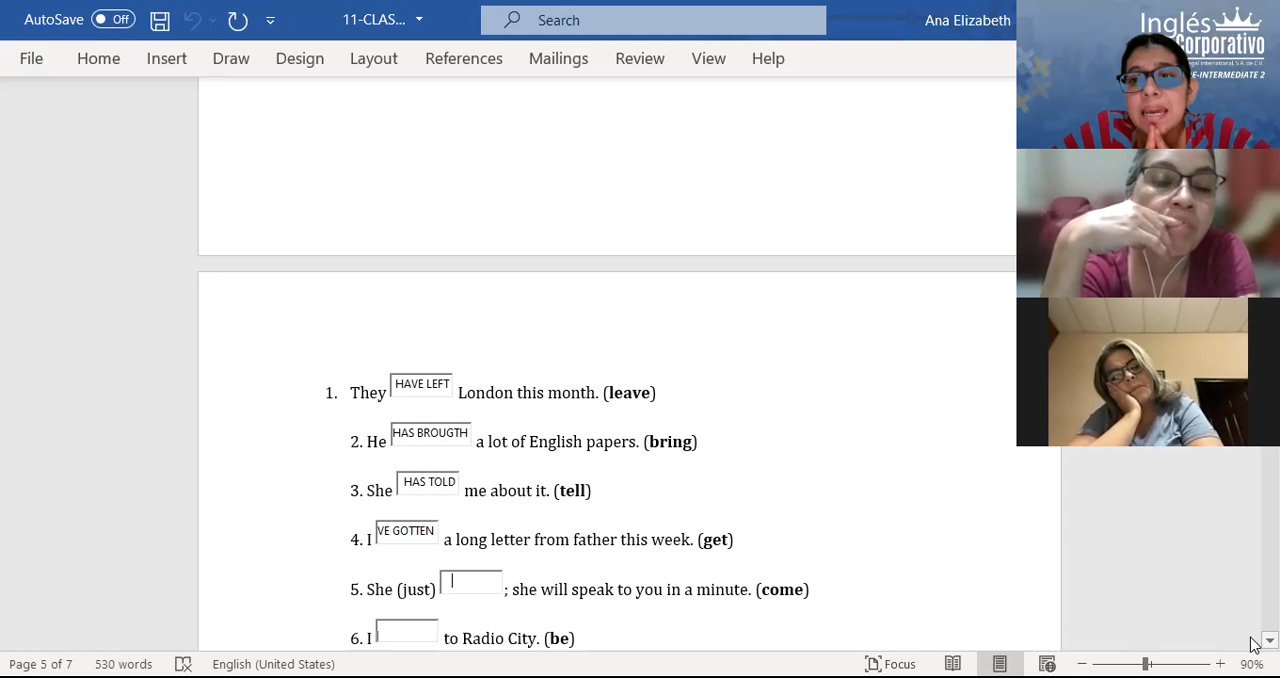 AutoSave Off 11-CLAS... Search Ana Elizabeth
File Home Insert Draw Design Layout References Mailings Review View Help
Inglés
Corporativo
E-INTERMEDIATE 2
1. They HAVE LEFT London this month. (leave)
2. He HAS BROUGTH a lot of English papers. (bring)
3. She HAS TOLD me about it. (tell)
4. I VE GOTTEN a long letter from father this week. (get)
5. She (just) ; she will speak to you in a minute. (come)
6. I to Radio City. (be)
Page 5 of 7 530 words English (United States) Focus 90%